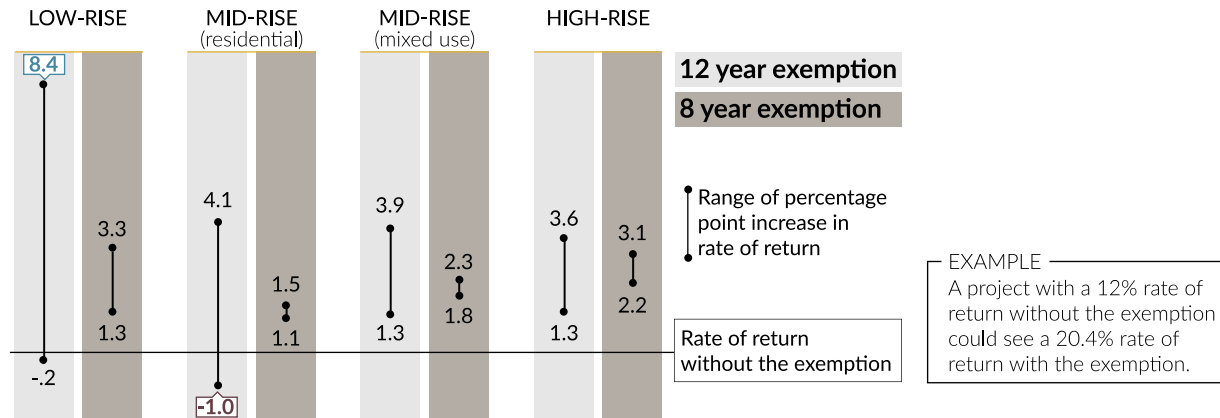 LOW-RISE
MID-RISE
(residential)
MID-RISE
(mixed use)
HIGH-RISE
8.4
-.2
3.3
1.3
4.1
-1.0
1.5
1.1
3.9
1.3
2.3
1.8
3.6
1.3
3.1
2.2
12 year exemption
8 year exemption
Range of percentage
point increase in
rate of return
Rate of return
without the exemption
EXAMPLE
A project with a 12% rate of
return without the exemption
could see a 20.4% rate of
return with the exemption.